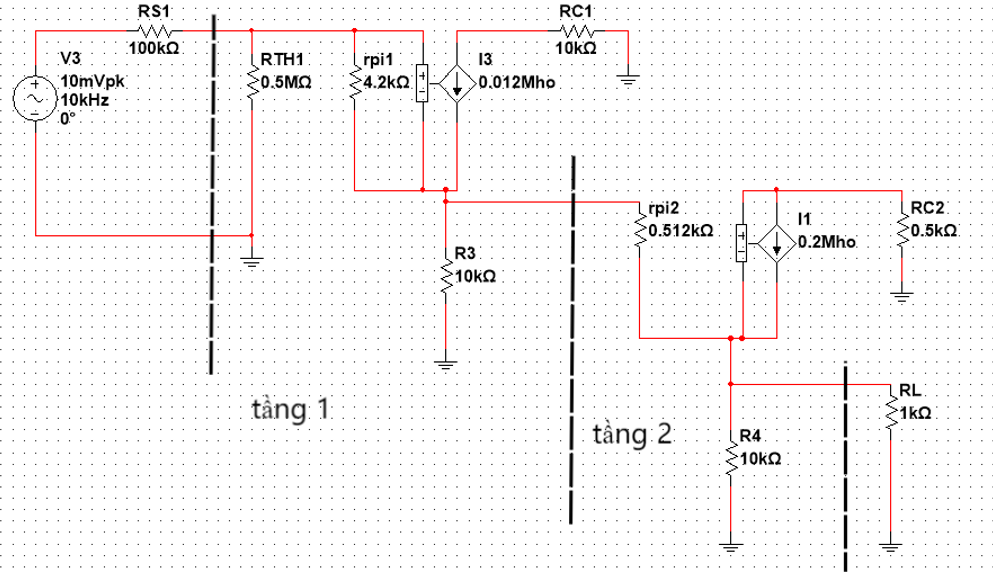 RS1
100kΩ
V3
10mVpk
10kHz
0°
RTH1
0.5MΩ
rpi1
4.2kΩ
I3
0.012Mho
RC1
10kΩ
R3
10kΩ
rpi2
0.512kΩ
I1
0.2Mho
RC2
0.5kΩ
RL
1kΩ
R4
10kΩ
tầng 1
tầng 2